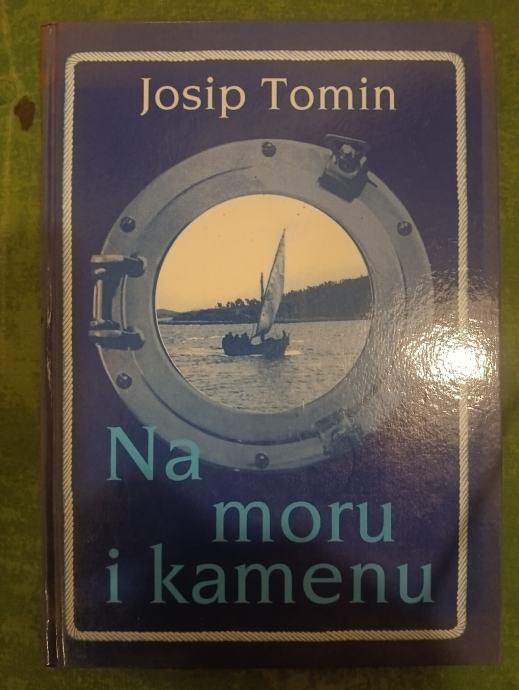 Josip Tomin
Na
moru
i kamenu